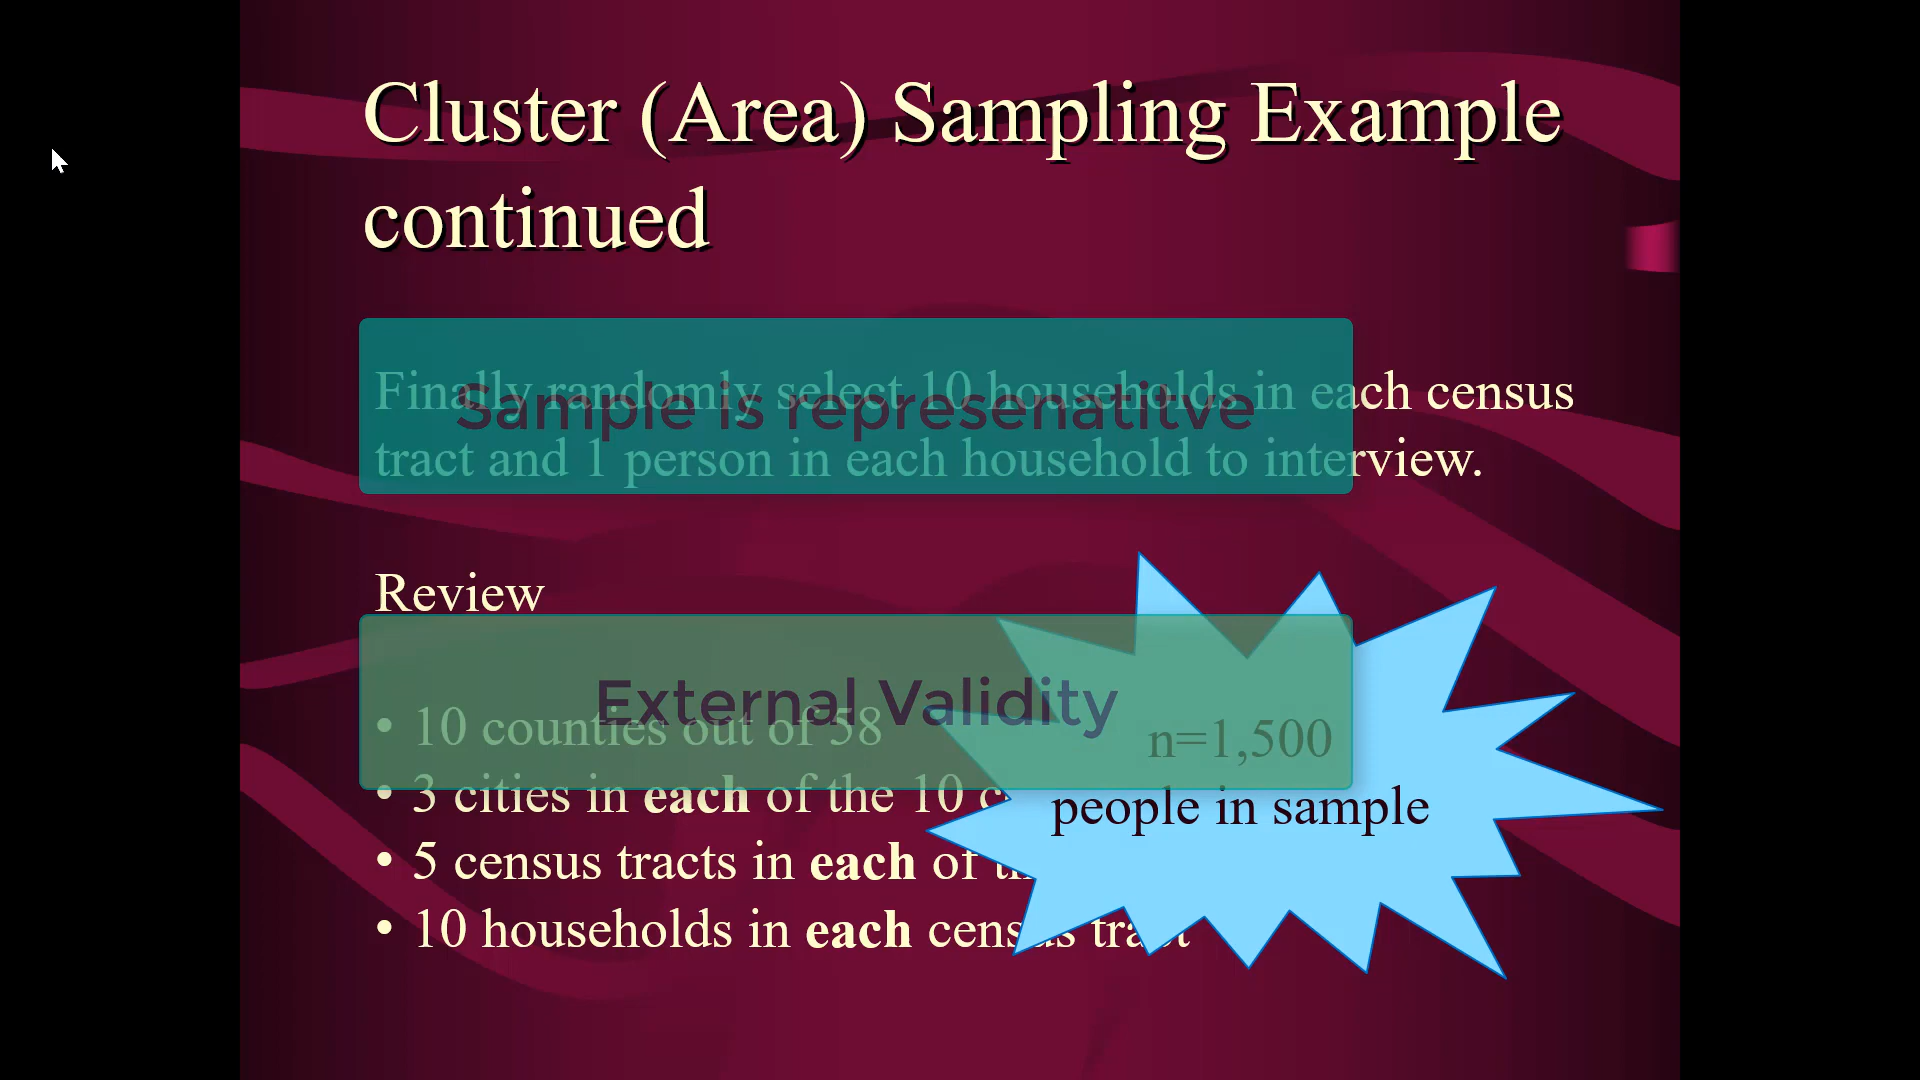 Cluster (Area) Sampling Example
continued
Finally randomly select 10 households in each census
Sample is represenatitve
tract and 1 person in each household to interview.
Review
External Validity
• 10 counties out of 58
n=1,500
• 3 cities in each of the 10 c
people in sample
• 5 census tracts in each of
• 10 households in each census tract